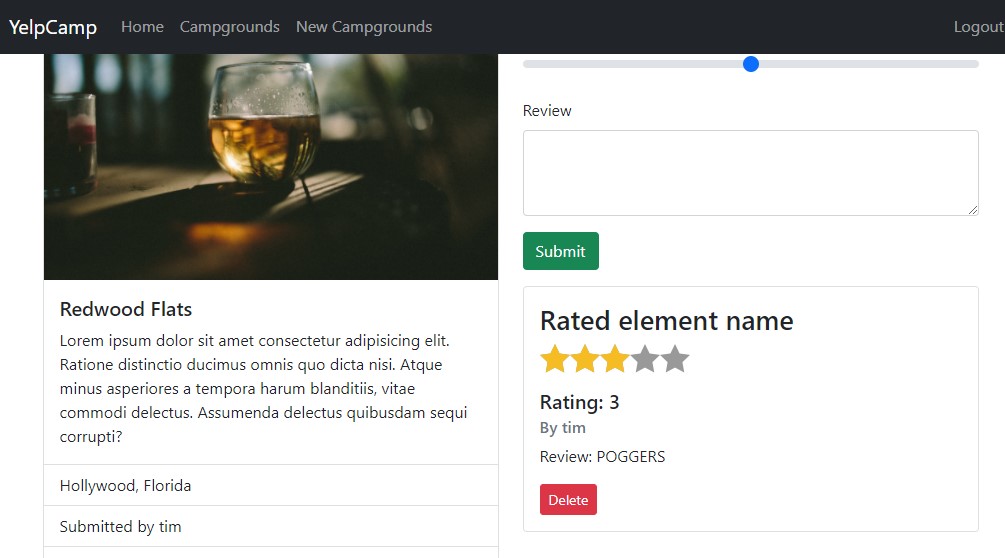 YelpCamp Home Campgrounds New Campgrounds Logout
Redwood Flats
Lorem ipsum dolor sit amet consectetur adipisicing elit.
Ratione distinctio ducimus omnis quo dicta nisi. Atque
minus asperiores a tempora harum blanditiis, vitae
commodi delectus. Assumenda delectus quibusdam sequi
corrupti?
Hollywood, Florida
Submitted by tim
Review
Submit
Rated element name
Rating: 3
By tim
Review: POGGERS
Delete